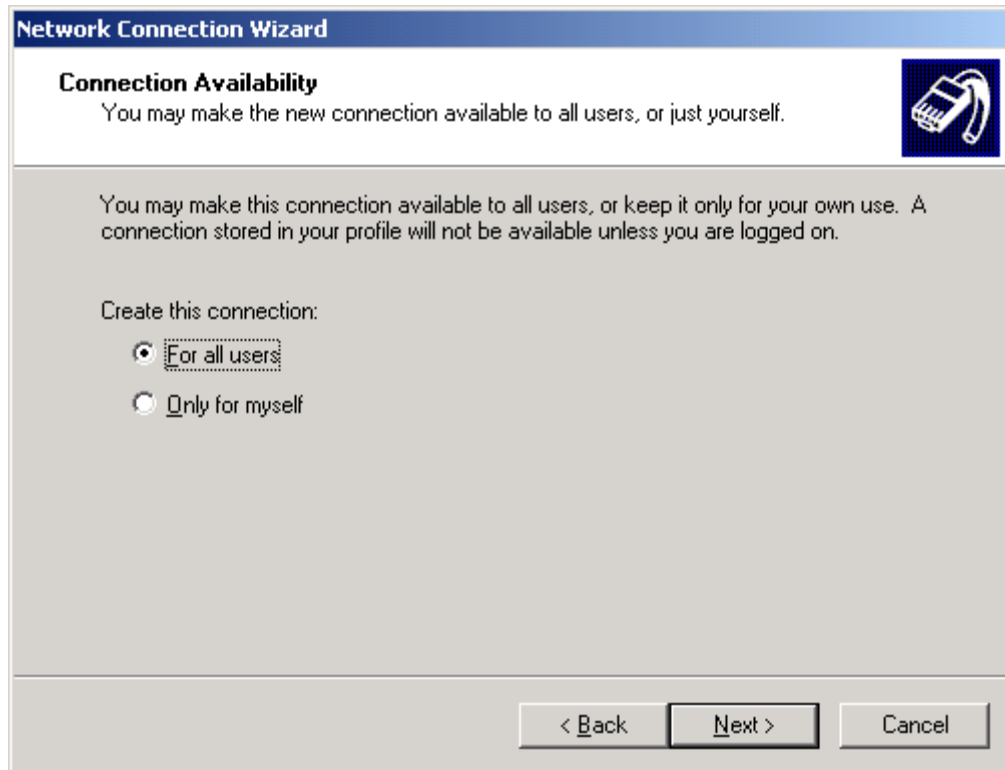 Network Connection Wizard
Connection Availability
You may make the new connection available to all users, or just yourself.
You may make this connection available to all users, or keep it only for your own use.  A
connection stored in your profile will not be available unless you are logged on.
Create this connection:
For all users
Only for myself
< Back
Next >
Cancel